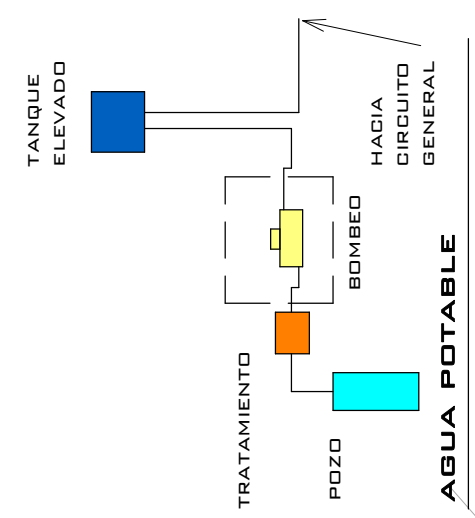 TANQUE
ELEVADO
HACIA
CIRCUITO
GENERAL
BOMBEO
TRATAMIENTO
POZO
AGUA POTABLE